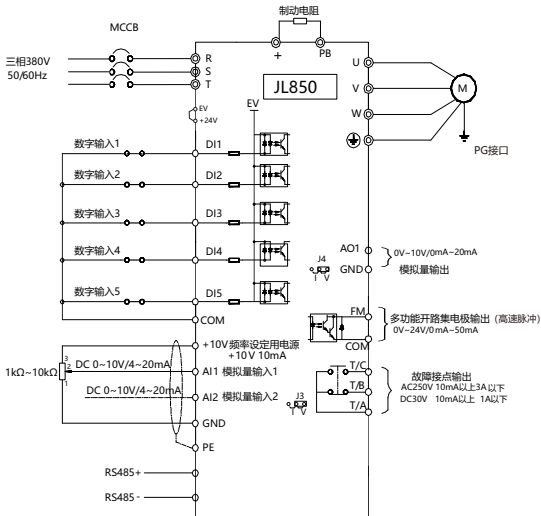 制动电阻
MCCB
+
PB
三相380V
50/60Hz
R
S
T
JL850
U
V
W
M
PG接口
EV
+24V
EV
数字输入1
DI1
数字输入2
DI2
数字输入3
DI3
数字输入4
DI4
数字输入5
DI5
COM
AO1
0V~10V/0mA~20mA
J4
I V
GND
模拟量输出
FM
多功能开路集电极输出 (高速脉冲)
0V~24V/0mA~50mA
COM
+10V 频率设定用电源
+10V 10mA
1kΩ~10kΩ
3
2
1
DC 0~10V/4~20mA
AI1 模拟量输入1
DC 0~10V/4~20mA
AI2 模拟量输入2
J3
I V
T/C
T/B
T/A
故障接点输出
AC250V 10mA以上3A以下
DC30V 10mA以上 1A以下
GND
PE
RS485+
RS485-